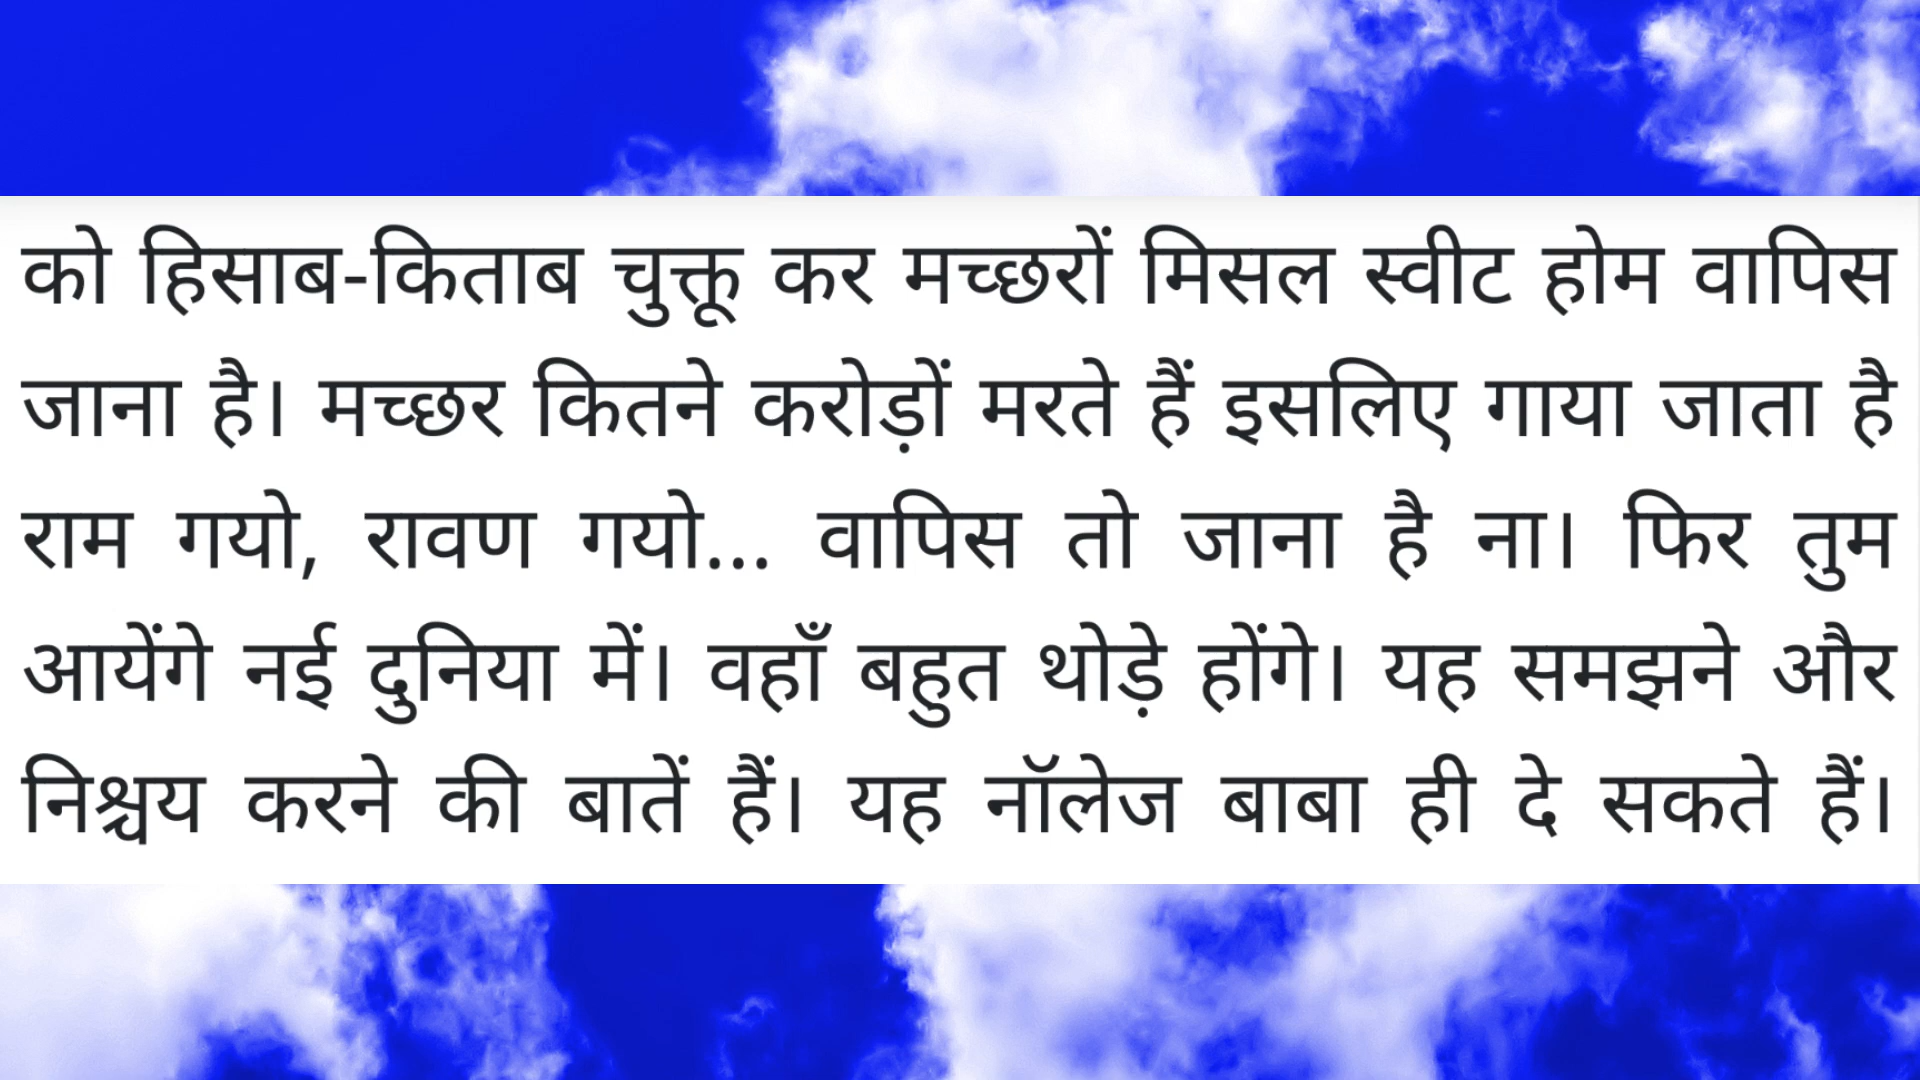 को हिसाब-किताब चुक्तू कर मच्छरों मिसल स्वीट होम वापिस
जाना है। मच्छर कितने करोड़ों मरते हैं इसलिए गाया जाता है
राम गयो, रावण गयो... वापिस तो जाना है ना। फिर तुम
आयेंगे नई दुनिया में। वहाँ बहुत थोड़े होंगे। यह समझने और
निश्चय करने की बातें हैं। यह नॉलेज बाबा ही दे सकते हैं।